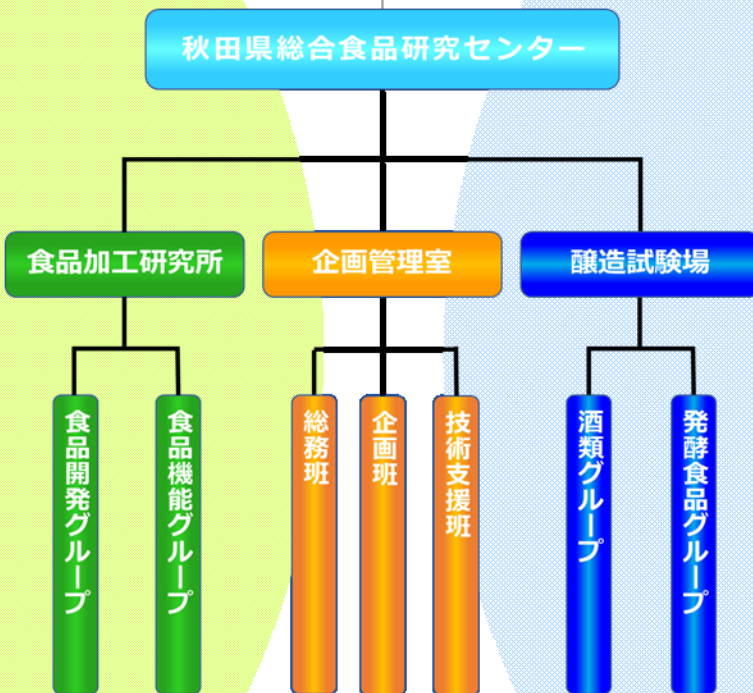 秋田県総合食品研究センター
食品加工研究所
企画管理室
醸造試験場
食品開発グループ
食品機能グループ
総務班
企画班
技術支援班
酒類グループ
発酵食品グループ